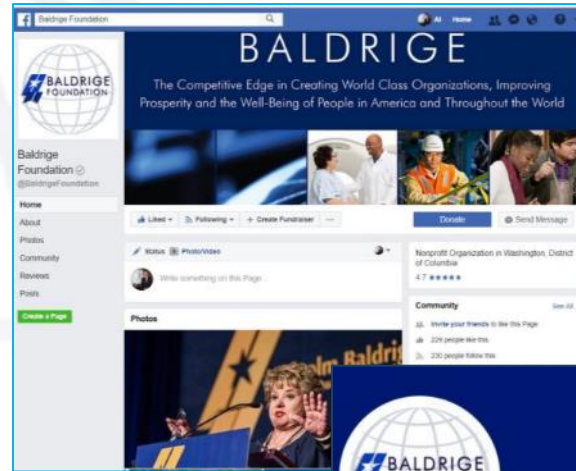 Baldrige Foundation
Al Home
BALDRIGE
The Competitive Edge in Creating World Class Organizations, Improving
Prosperity and the Well-Being of People in America and Throughout the World
BALDRIGE
FOUNDATION
Baldrige
Foundation
@BaldrigeFoundation
Home
About
Photos
Community
Reviews
Posts
Create a Page
Liked Following + Create Fundraiser ...
Donate Send Message
Status Photo/Video
Write something on this Page...
Photos
Nonprofit Organization in Washington, District
of Columbia
4.7 ★★★★★
Community See All
Invite your friends to like this Page
229 people like this
230 people follow this
olm Baldrig
BALDRIGE